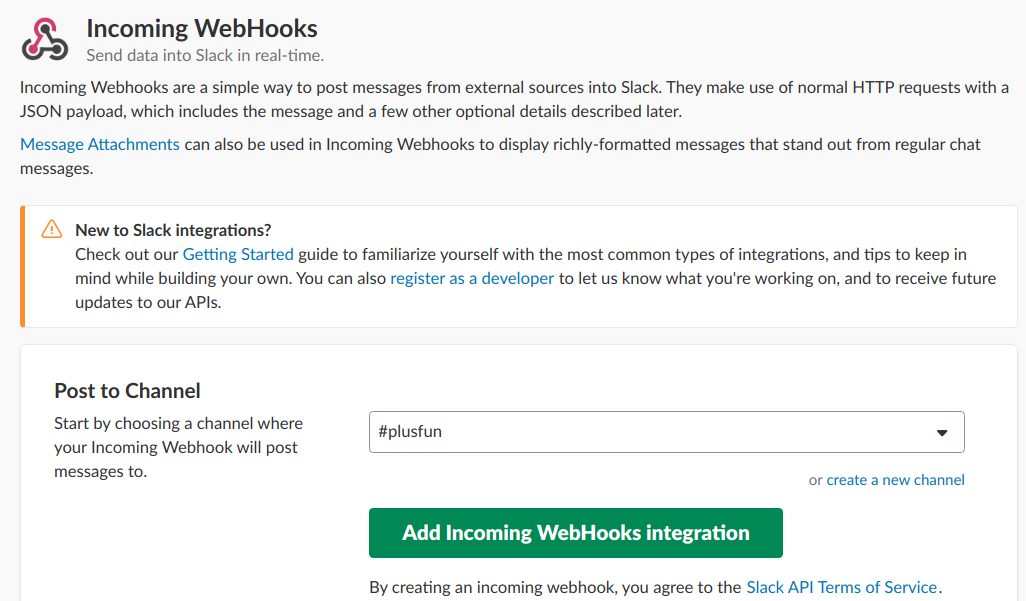 Incoming WebHooks
Send data into Slack in real-time.
Incoming Webhooks are a simple way to post messages from external sources into Slack. They make use of normal HTTP requests with a
JSON payload, which includes the message and a few other optional details described later.
Message Attachments can also be used in Incoming Webhooks to display richly-formatted messages that stand out from regular chat
messages.
New to Slack integrations?
Check out our Getting Started guide to familiarize yourself with the most common types of integrations, and tips to keep in
mind while building your own. You can also register as a developer to let us know what you're working on, and to receive future
updates to our APIs.
Post to Channel
Start by choosing a channel where
your Incoming Webhook will post
messages to.
#plusfun
or create a new channel
Add Incoming WebHooks integration
By creating an incoming webhook, you agree to the Slack API Terms of Service.